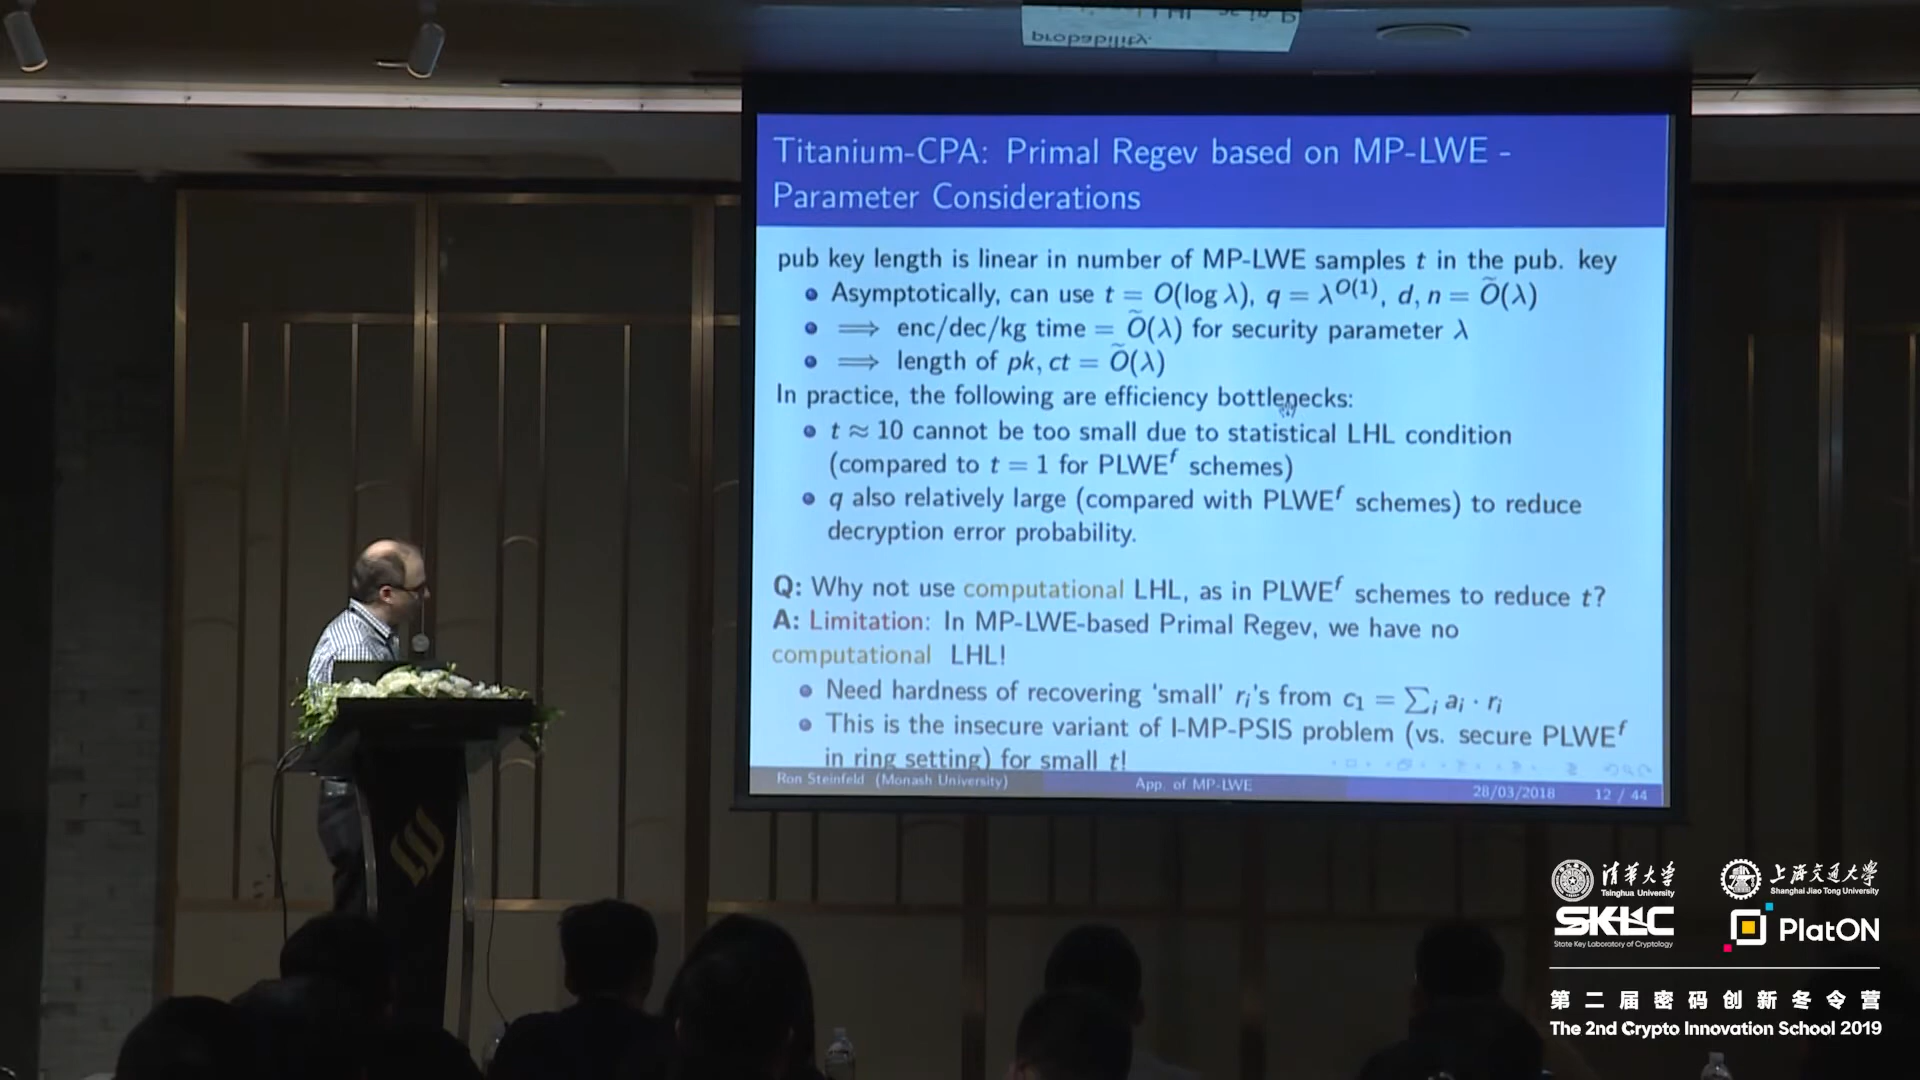 Titanium-CPA: Primal Regev based on MP-LWE -
Parameter Considerations
pub key length is linear in number of MP-LWE samples t in the pub. key
Asymptotically, can use t = O(log λ), q = λ^{O(1)}, d, n = Õ(λ)
⟹ enc/dec/kg time = Õ(λ) for security parameter λ
⟹ length of pk, ct = Õ(λ)
In practice, the following are efficiency bottlenecks:
t ≈ 10 cannot be too small due to statistical LHL condition
(compared to t = 1 for PLWE^f schemes)
q also relatively large (compared with PLWE^f schemes) to reduce
decryption error probability.
Q: Why not use computational LHL, as in PLWE^f schemes to reduce t?
A: Limitation: In MP-LWE-based Primal Regev, we have no
computational LHL!
Need hardness of recovering ‘small’ r_i's from c_1 = ∑_i a_i · r_i
This is the insecure variant of I-MP-PSIS problem (vs. secure PLWE^f
in ring setting) for small t!
Ron Steinfeld (Monash University)
App. of MP-LWE
28/03/2018
12 / 44
probability.
清华大学
Tsinghua University
上海交通大学
Shanghai Jiao Tong University
SKLC
State Key Laboratory of Cryptology
PlatON
第二届密码创新冬令营
The 2nd Crypto Innovation School 2019